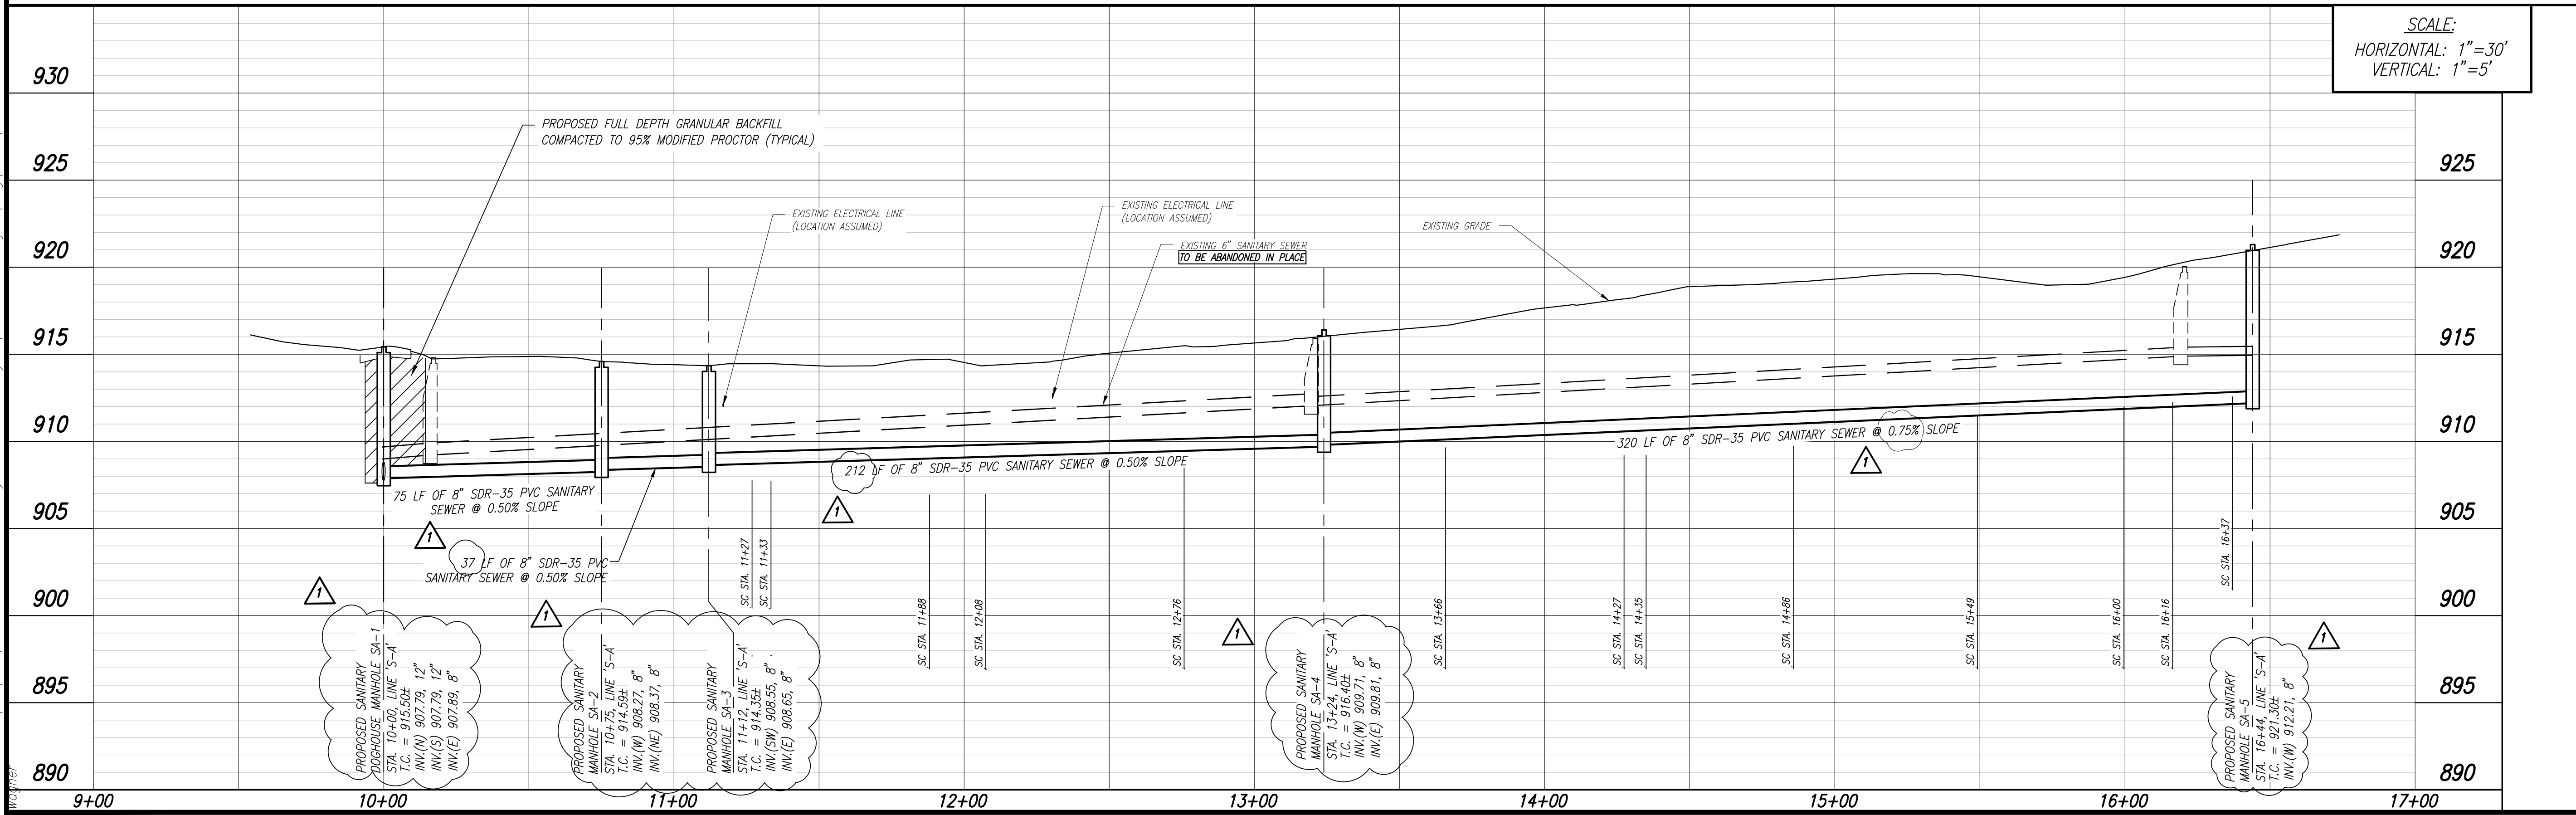 SCALE:
HORIZONTAL: 1"=30'
VERTICAL: 1"=5'
930
925
920
915
910
905
900
895
890
925
920
915
910
905
900
895
890
PROPOSED FULL DEPTH GRANULAR BACKFILL
COMPACTED TO 95% MODIFIED PROCTOR (TYPICAL)
EXISTING ELECTRICAL LINE
(LOCATION ASSUMED)
EXISTING ELECTRICAL LINE
(LOCATION ASSUMED)
EXISTING 6" SANITARY SEWER
TO BE ABANDONED IN PLACE
EXISTING GRADE
75 LF OF 8" SDR-35 PVC SANITARY
SEWER @ 0.50% SLOPE
37 LF OF 8" SDR-35 PVC
SANITARY SEWER @ 0.50% SLOPE
212 LF OF 8" SDR-35 PVC SANITARY SEWER @ 0.50% SLOPE
320 LF OF 8" SDR-35 PVC SANITARY SEWER @ 0.75% SLOPE
1
1
1
1
1
1
1
SC STA. 11+27
SC STA. 11+33
SC STA. 11+88
SC STA. 12+08
SC STA. 12+76
SC STA. 13+66
SC STA. 14+27
SC STA. 14+35
SC STA. 14+86
SC STA. 15+49
SC STA. 16+00
SC STA. 16+16
SC STA. 16+37
PROPOSED SANITARY
DOGHOUSE MANHOLE SA-1
STA. 10+00, LINE 'S-A'
T.C. = 915.50±
INV.(N) 907.79, 12"
INV.(S) 907.79, 12"
INV.(E) 907.89, 8"
PROPOSED SANITARY
MANHOLE SA-2
STA. 10+75, LINE 'S-A'
T.C. = 914.59±
INV.(W) 908.27, 8"
INV.(NE) 908.37, 8"
PROPOSED SANITARY
MANHOLE SA-3
STA. 11+12, LINE 'S-A'
T.C. = 914.35±
INV.(SW) 908.55, 8"
INV.(E) 908.65, 8"
PROPOSED SANITARY
MANHOLE SA-4
STA. 13+24, LINE 'S-A'
T.C. = 916.40±
INV.(W) 909.71, 8"
INV.(E) 909.81, 8"
PROPOSED SANITARY
MANHOLE SA-5
STA. 16+44, LINE 'S-A'
T.C. = 921.30±
INV.(W) 912.21, 8"
9+00
10+00
11+00
12+00
13+00
14+00
15+00
16+00
17+00
wagner